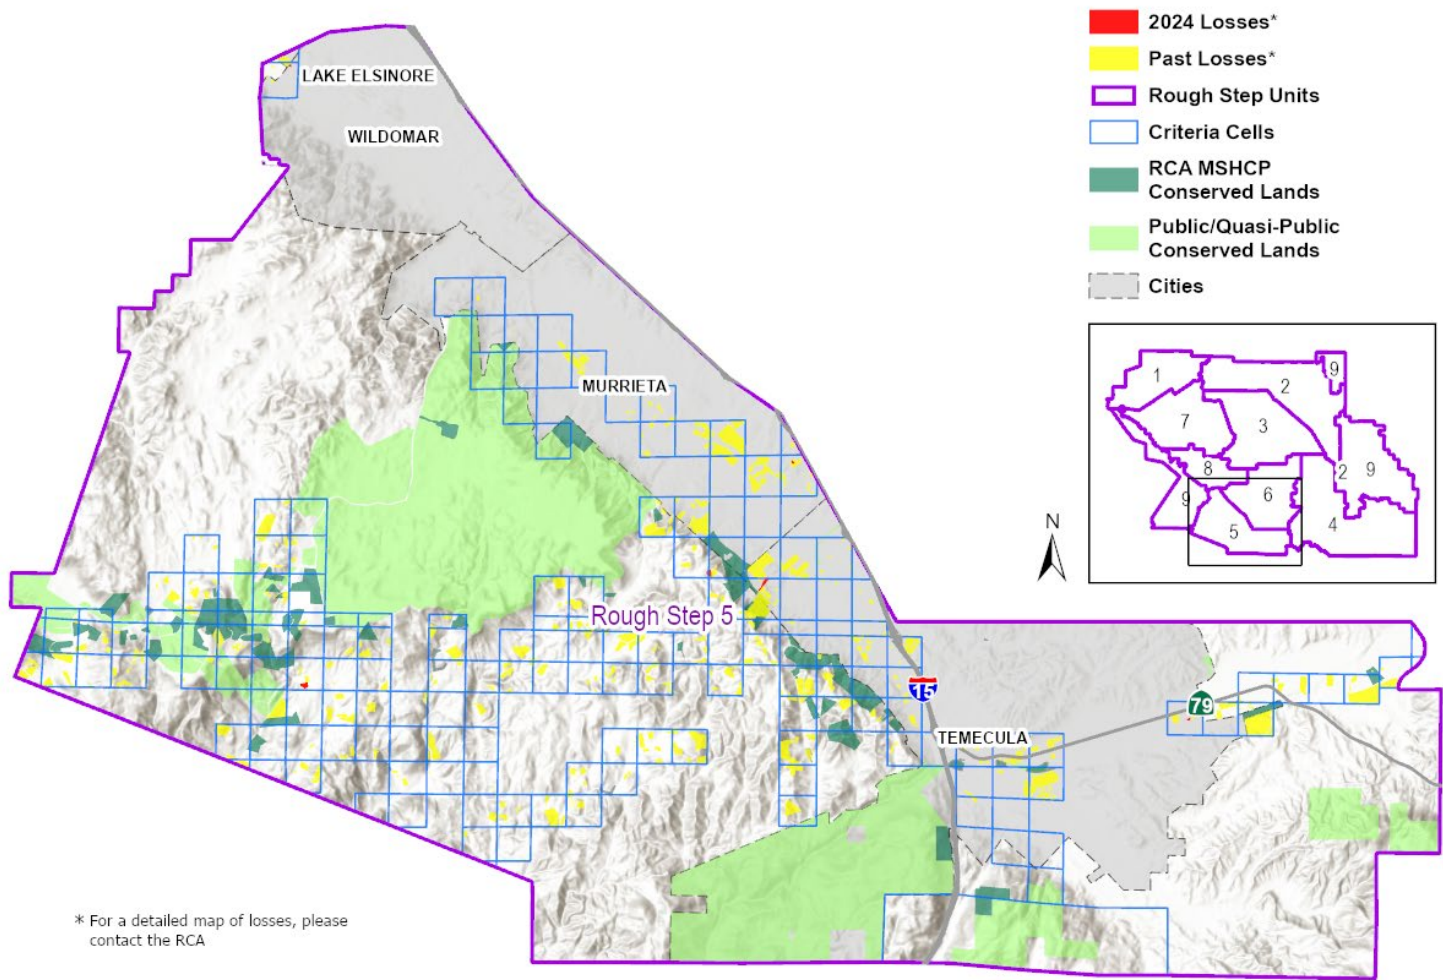 2024 Losses*
Past Losses*
Rough Step Units
Criteria Cells
RCA MSHCP
Conserved Lands
Public/Quasi-Public
Conserved Lands
Cities
LAKE ELSINORE
WILDOMAR
MURRIETA
Rough Step 5
15
79
TEMECULA
N
1
2
9
7
3
8
2
9
9
6
5
4
* For a detailed map of losses, please
contact the RCA